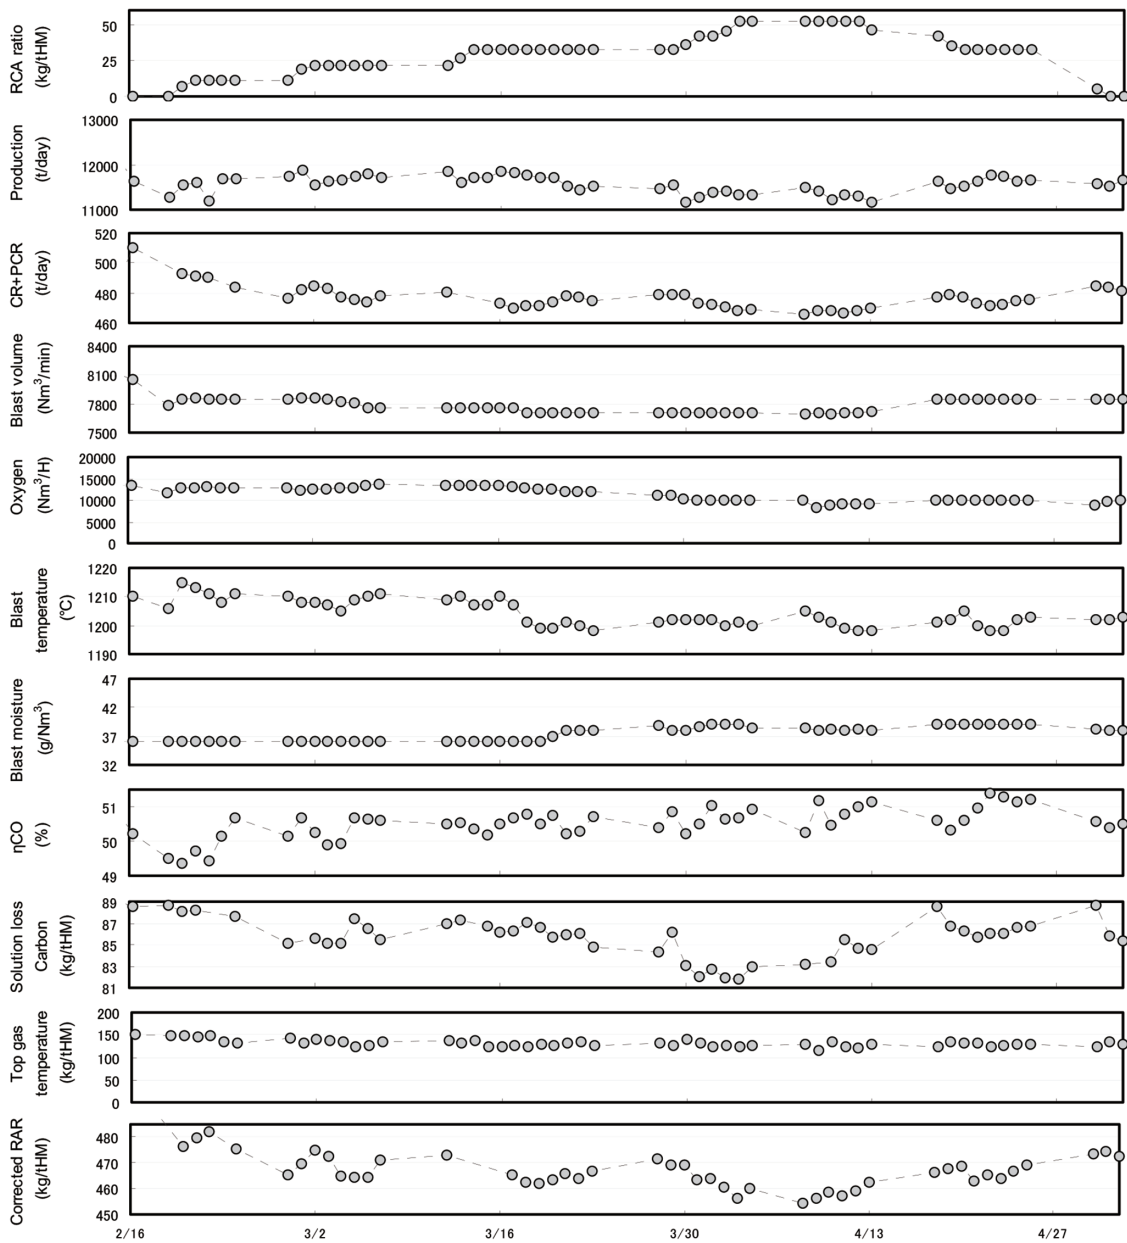 RCA ratio
(kg/tHM)
50
25
0
Production
(t/day)
13000
12000
11000
CR+PCR
(t/day)
520
500
480
460
Blast volume
(Nm³/min)
8400
8100
7800
7500
Oxygen
(Nm³/H)
20000
15000
10000
5000
0
Blast
temperature
(℃)
1220
1210
1200
1190
Blast moisture
(g/Nm³)
47
42
37
32
ηCO
(%)
51
50
49
Solution loss
Carbon
(kg/tHM)
89
87
85
83
81
Top gas
temperature
(kg/tHM)
200
150
100
50
0
Corrected RAR
(kg/tHM)
480
470
460
450
2/16 3/2 3/16 3/30 4/13 4/27